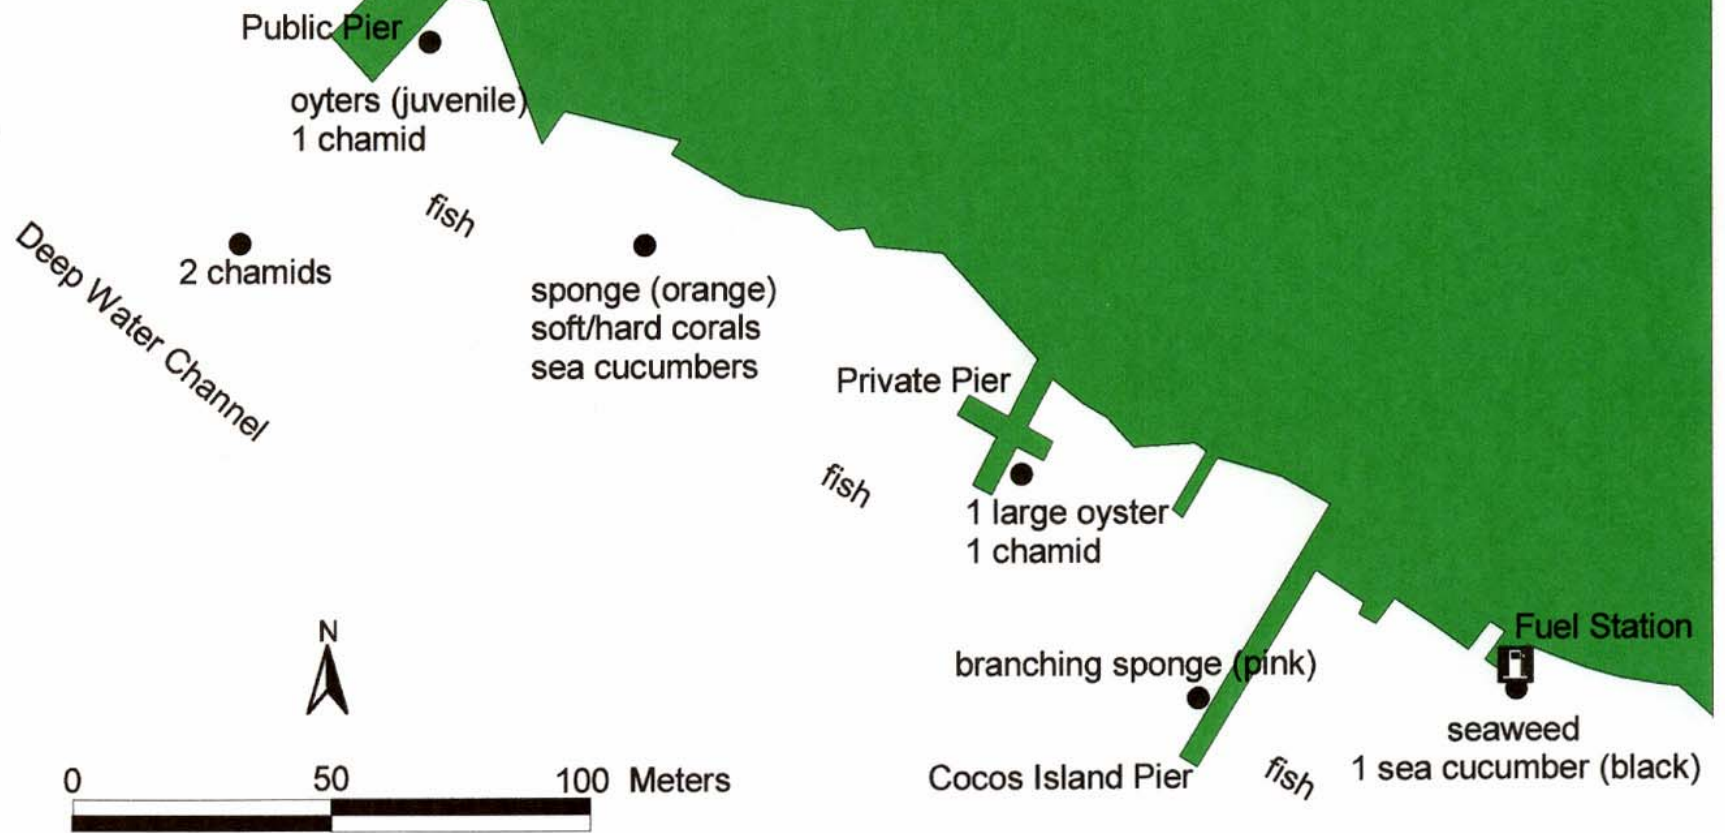 Public Pier
oyters (juvenile)
1 chamid
fish
Deep Water Channel
2 chamids
sponge (orange)
soft/hard corals
sea cucumbers
Private Pier
fish
1 large oyster
1 chamid
N
Fuel Station
branching sponge (pink)
seaweed
1 sea cucumber (black)
Cocos Island Pier
fish
0 50 100 Meters